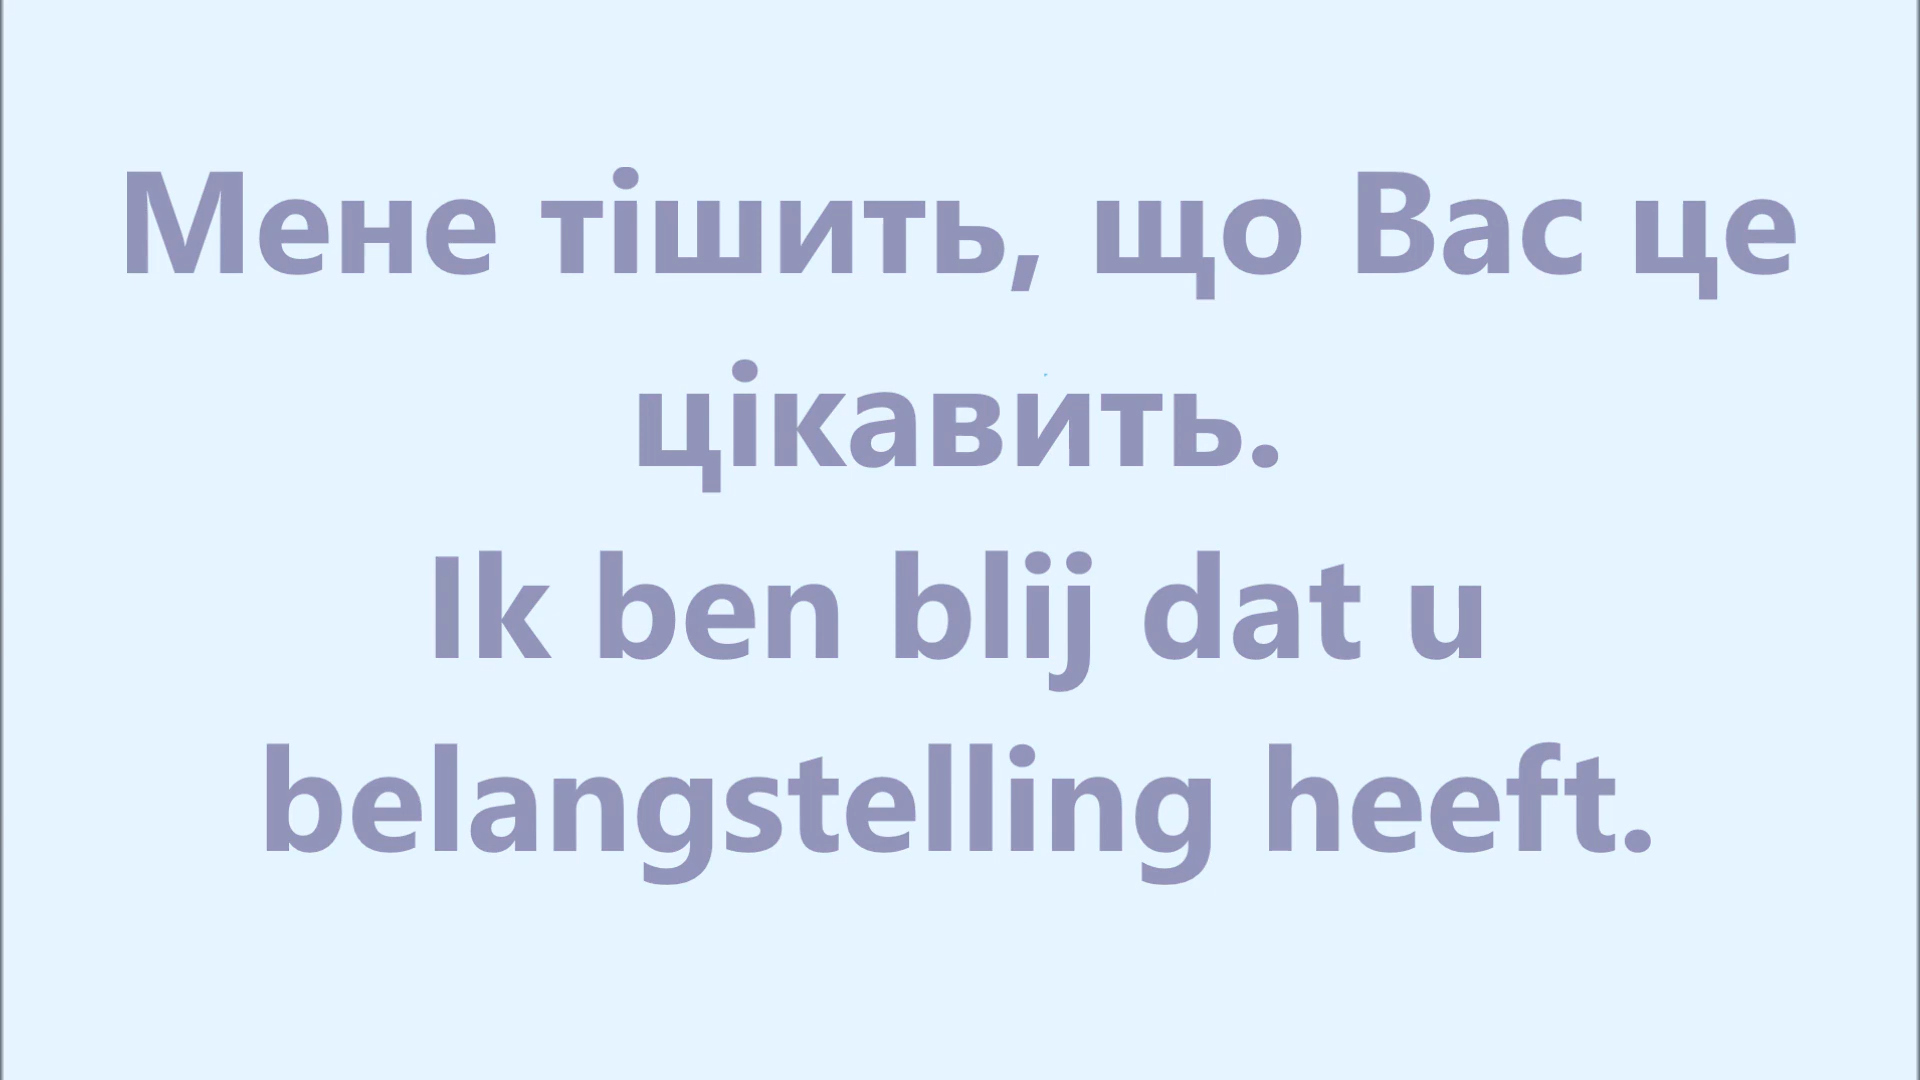 Мене тішить, що Вас це
цікавить.
Ik ben blij dat u
belangstelling heeft.